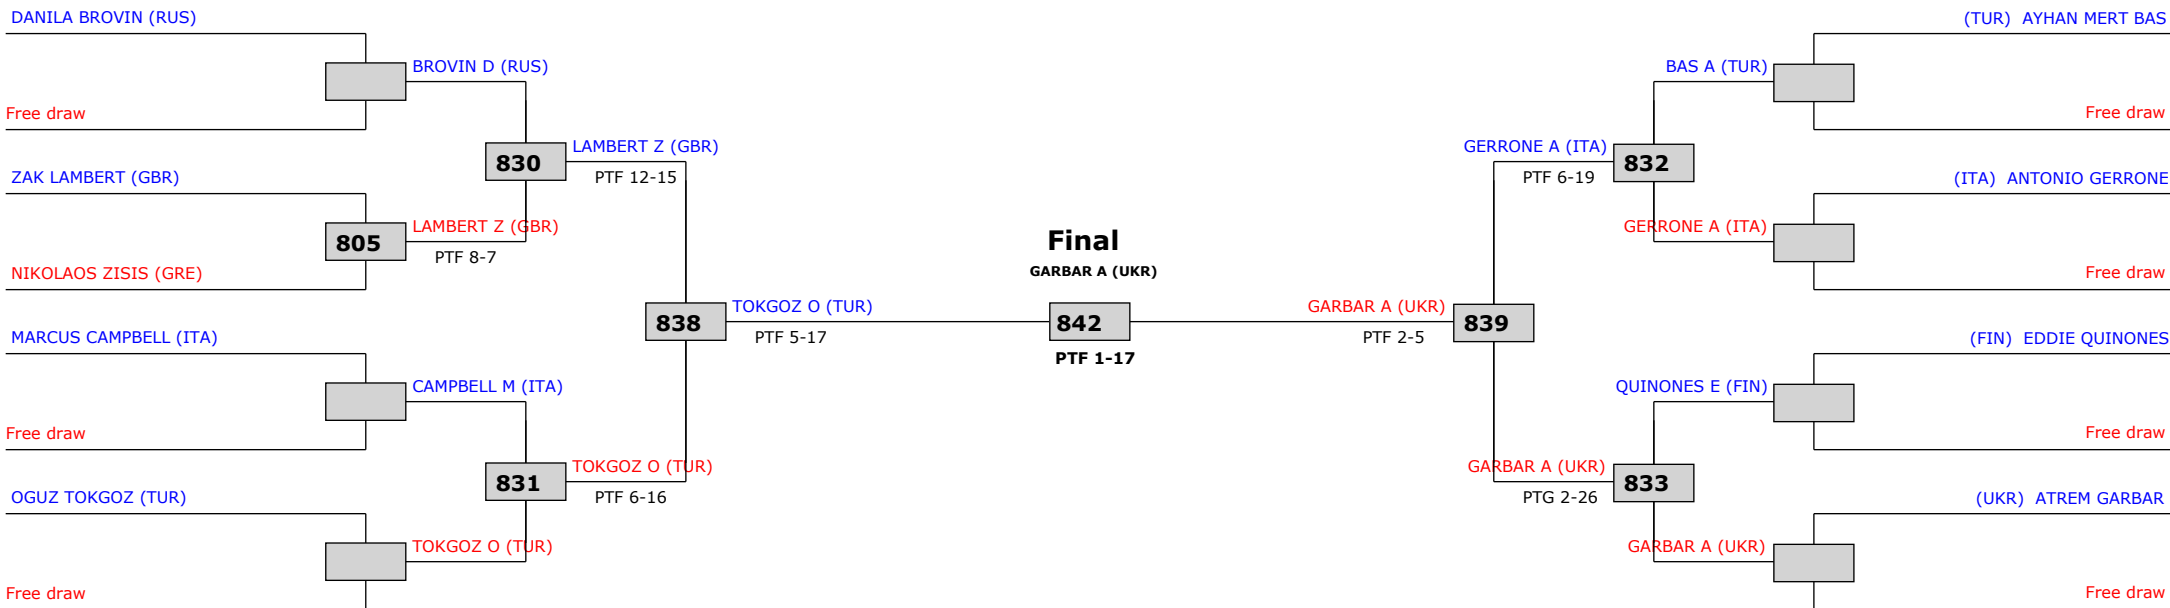 DANILA BROVIN (RUS)
(TUR) AYHAN MERT BAS
BROVIN D (RUS)
BAS A (TUR)
Free draw
Free draw
830
LAMBERT Z (GBR)
PTF 12-15
GERRONE A (ITA)
PTF 6-19
832
ZAK LAMBERT (GBR)
(ITA) ANTONIO GERRONE
805
LAMBERT Z (GBR)
PTF 8-7
GERRONE A (ITA)
Final
GARBAR A (UKR)
NIKOLAOS ZISIS (GRE)
Free draw
838
TOKGOZ O (TUR)
PTF 5-17
842
PTF 1-17
GARBAR A (UKR)
PTF 2-5
839
MARCUS CAMPBELL (ITA)
(FIN) EDDIE QUINONES
CAMPBELL M (ITA)
QUINONES E (FIN)
Free draw
Free draw
831
TOKGOZ O (TUR)
PTF 6-16
GARBAR A (UKR)
PTG 2-26
833
OGUZ TOKGOZ (TUR)
(UKR) ATREM GARBAR
TOKGOZ O (TUR)
GARBAR A (UKR)
Free draw
Free draw